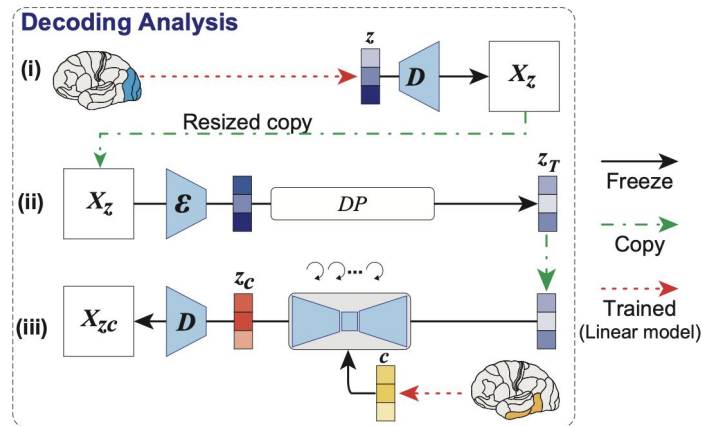 Decoding Analysis
(i)
z
D
X_z
Resized copy
(ii)
X_z
ε
DP
z_T
(iii)
X_zc
D
z_c
...
c
Freeze
Copy
Trained
(Linear model)